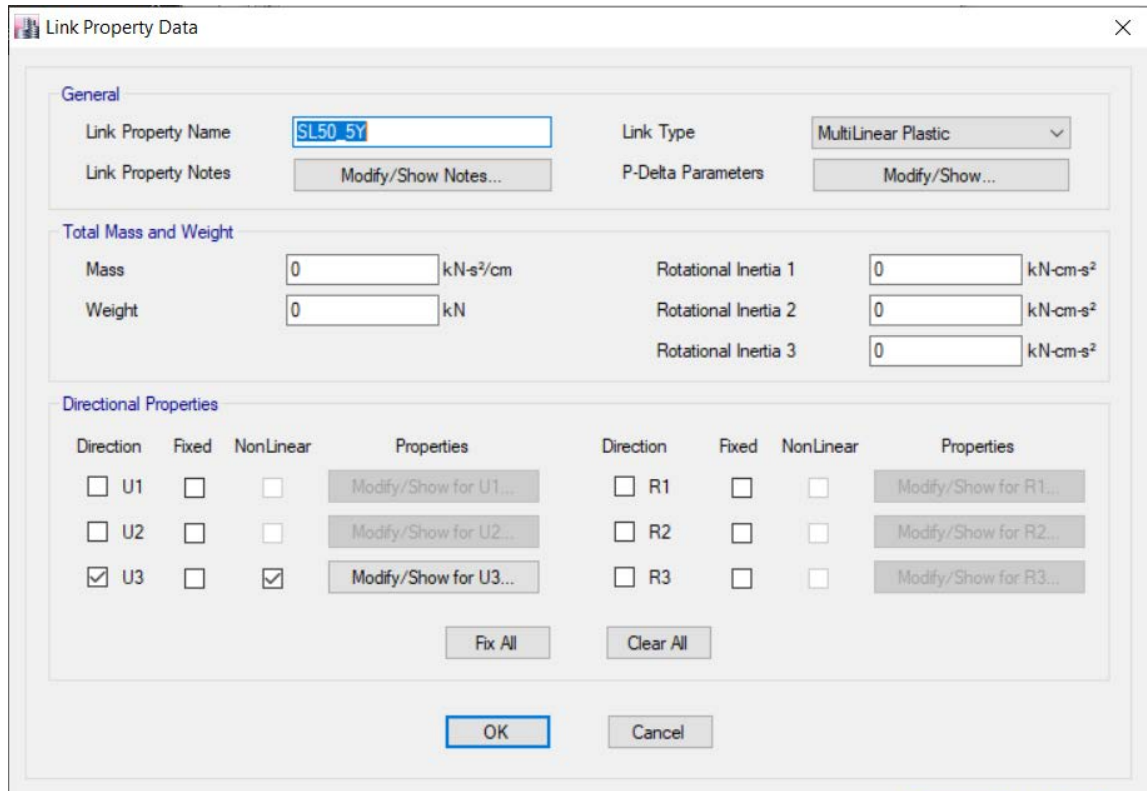 Link Property Data
General
Link Property Name SL50_5Y Link Type MultiLinear Plastic
Link Property Notes Modify/Show Notes... P-Delta Parameters Modify/Show...
Total Mass and Weight
Mass 0 kN-s²/cm Rotational Inertia 1 0 kN-cm-s²
Weight 0 kN Rotational Inertia 2 0 kN-cm-s²
Rotational Inertia 3 0 kN-cm-s²
Directional Properties
Direction Fixed NonLinear Properties Direction Fixed NonLinear Properties
U1 Modify/Show for U1... R1 Modify/Show for R1...
U2 Modify/Show for U2... R2 Modify/Show for R2...
U3 Modify/Show for U3... R3 Modify/Show for R3...
Fix All Clear All
OK Cancel